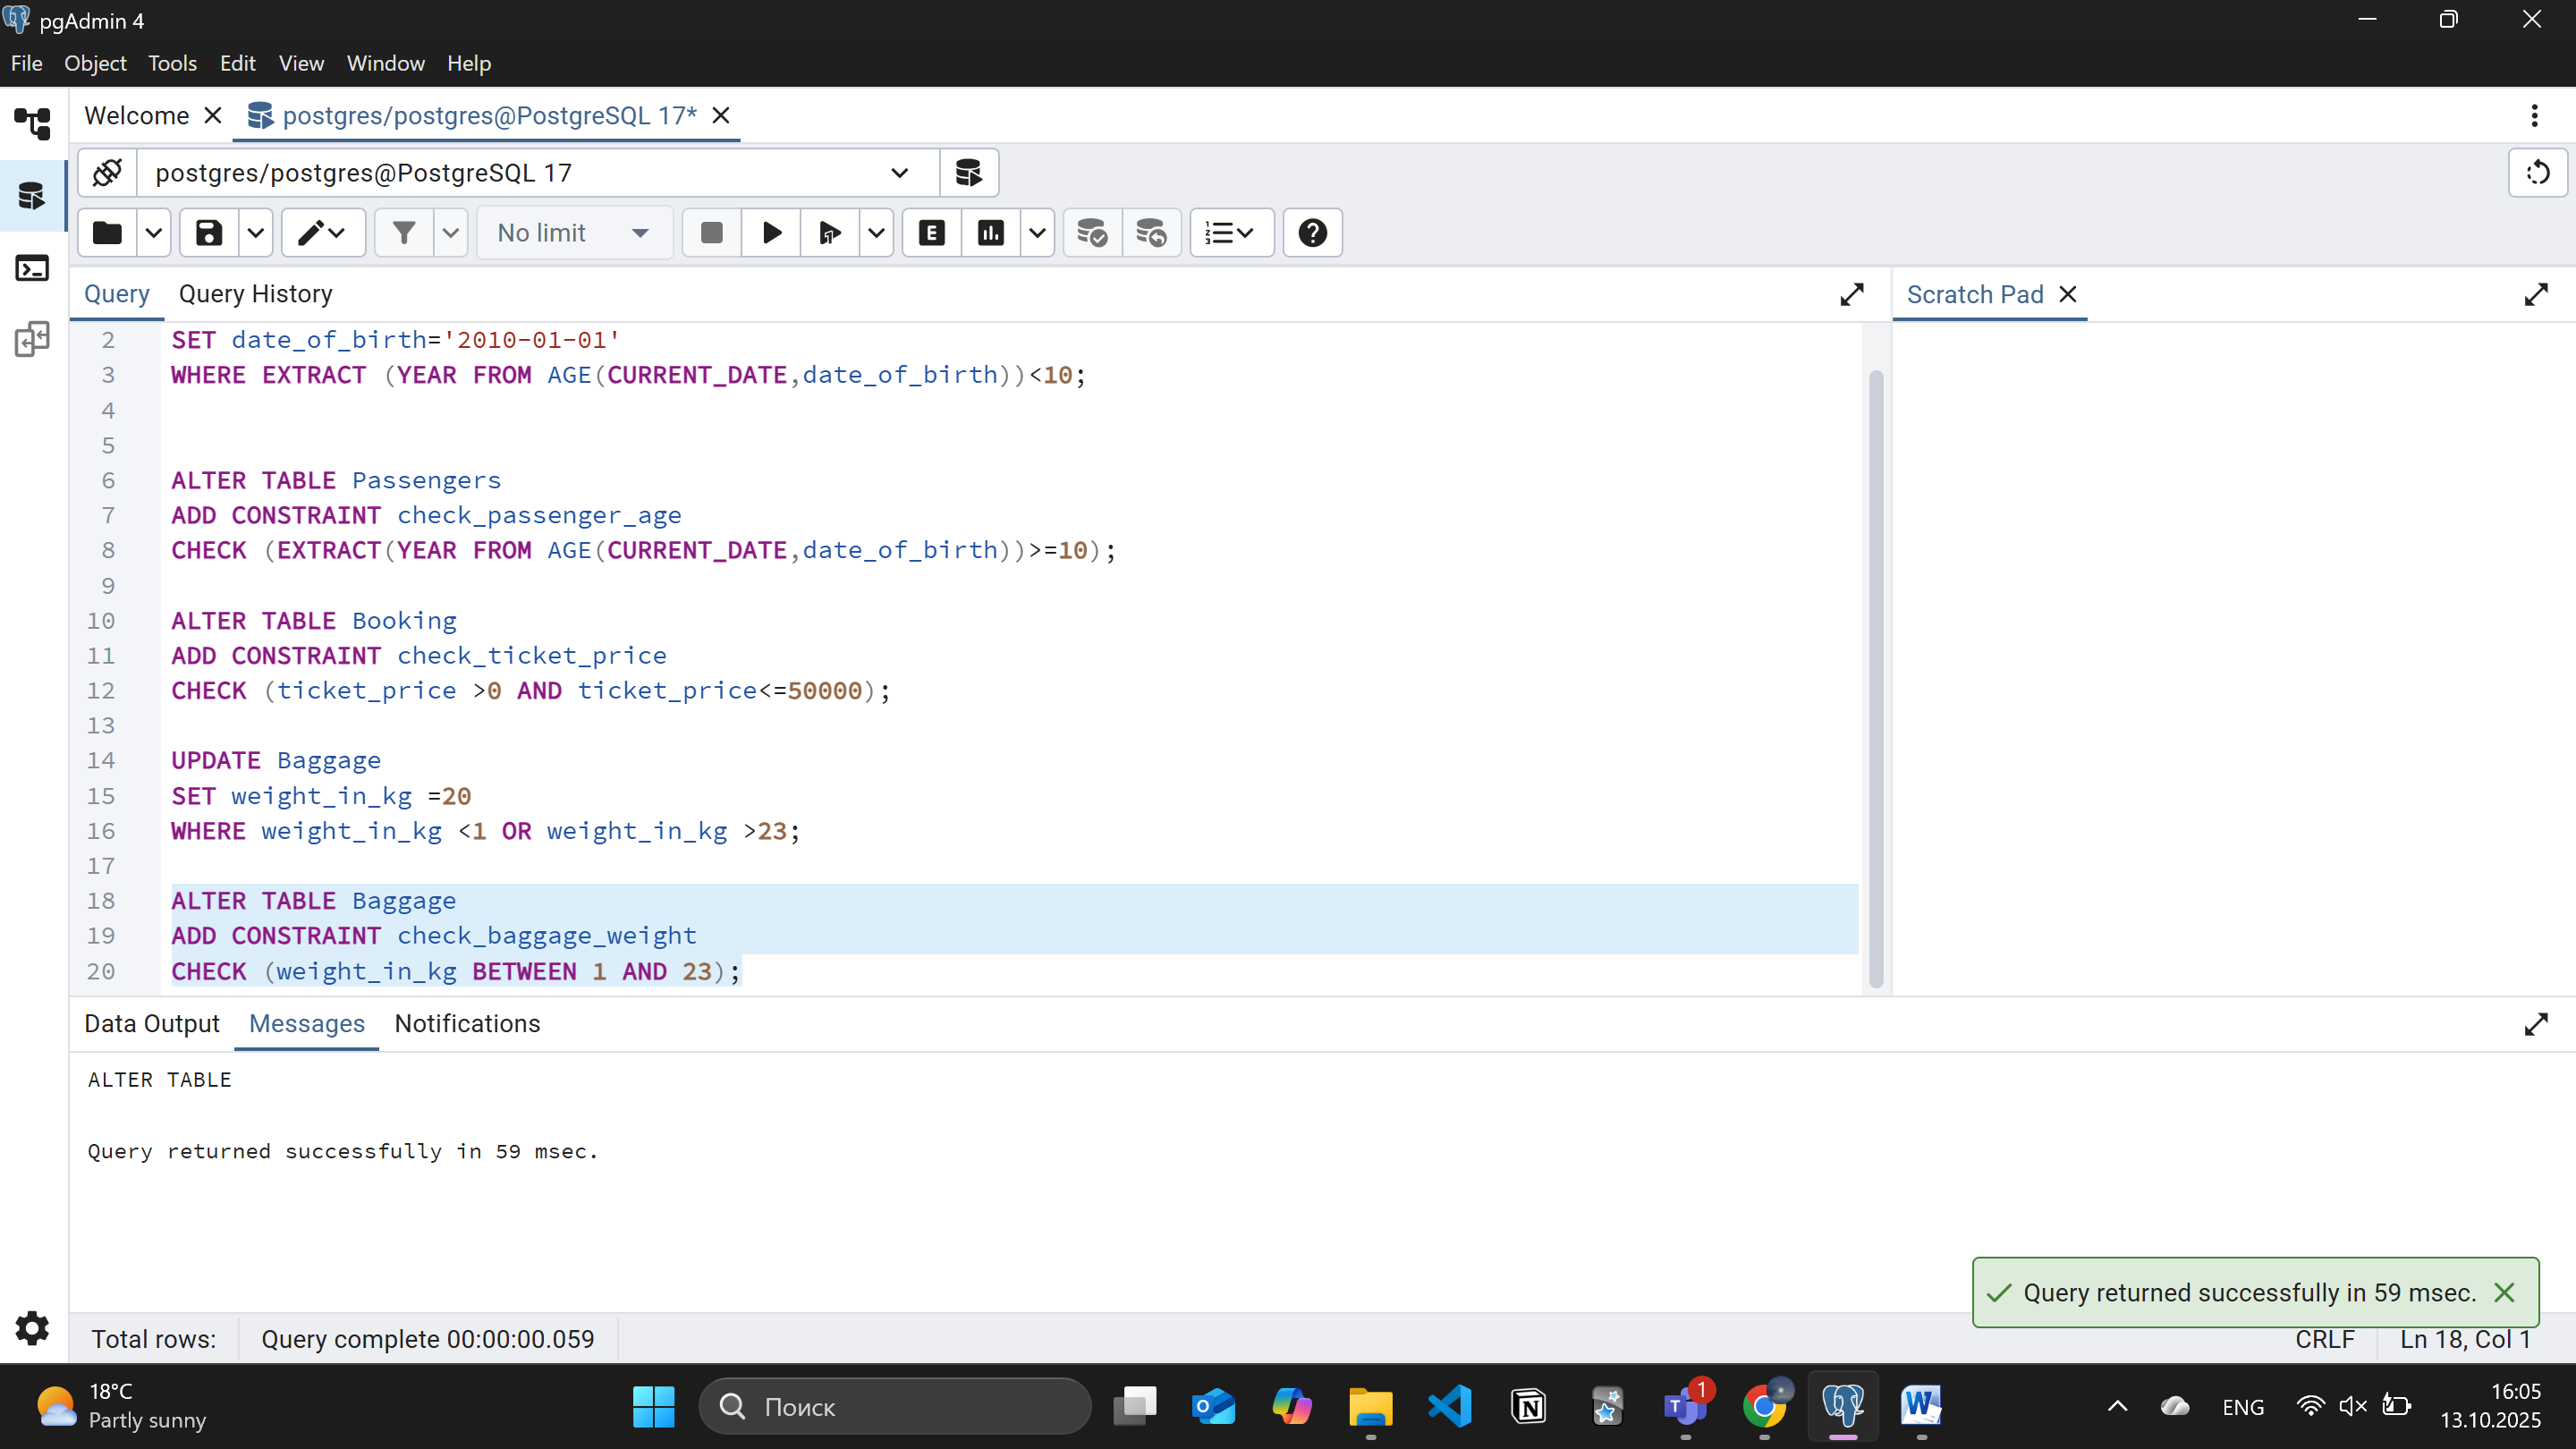 pgAdmin 4
File Object Tools Edit View Window Help
Welcome postgres/postgres@PostgreSQL 17*
postgres/postgres@PostgreSQL 17
No limit
Query Query History
Scratch Pad
2 SET date_of_birth='2010-01-01'
3 WHERE EXTRACT (YEAR FROM AGE(CURRENT_DATE,date_of_birth))<10;
4
5
6 ALTER TABLE Passengers
7 ADD CONSTRAINT check_passenger_age
8 CHECK (EXTRACT(YEAR FROM AGE(CURRENT_DATE,date_of_birth))>=10);
9
10 ALTER TABLE Booking
11 ADD CONSTRAINT check_ticket_price
12 CHECK (ticket_price >0 AND ticket_price<=50000);
13
14 UPDATE Baggage
15 SET weight_in_kg =20
16 WHERE weight_in_kg <1 OR weight_in_kg >23;
17
18 ALTER TABLE Baggage
19 ADD CONSTRAINT check_baggage_weight
20 CHECK (weight_in_kg BETWEEN 1 AND 23);
Data Output Messages Notifications
ALTER TABLE
Query returned successfully in 59 msec.
Query returned successfully in 59 msec.
Total rows: Query complete 00:00:00.059 CRLF Ln 18, Col 1
18°C
Partly sunny
Поиск
1
ENG
16:05
13.10.2025